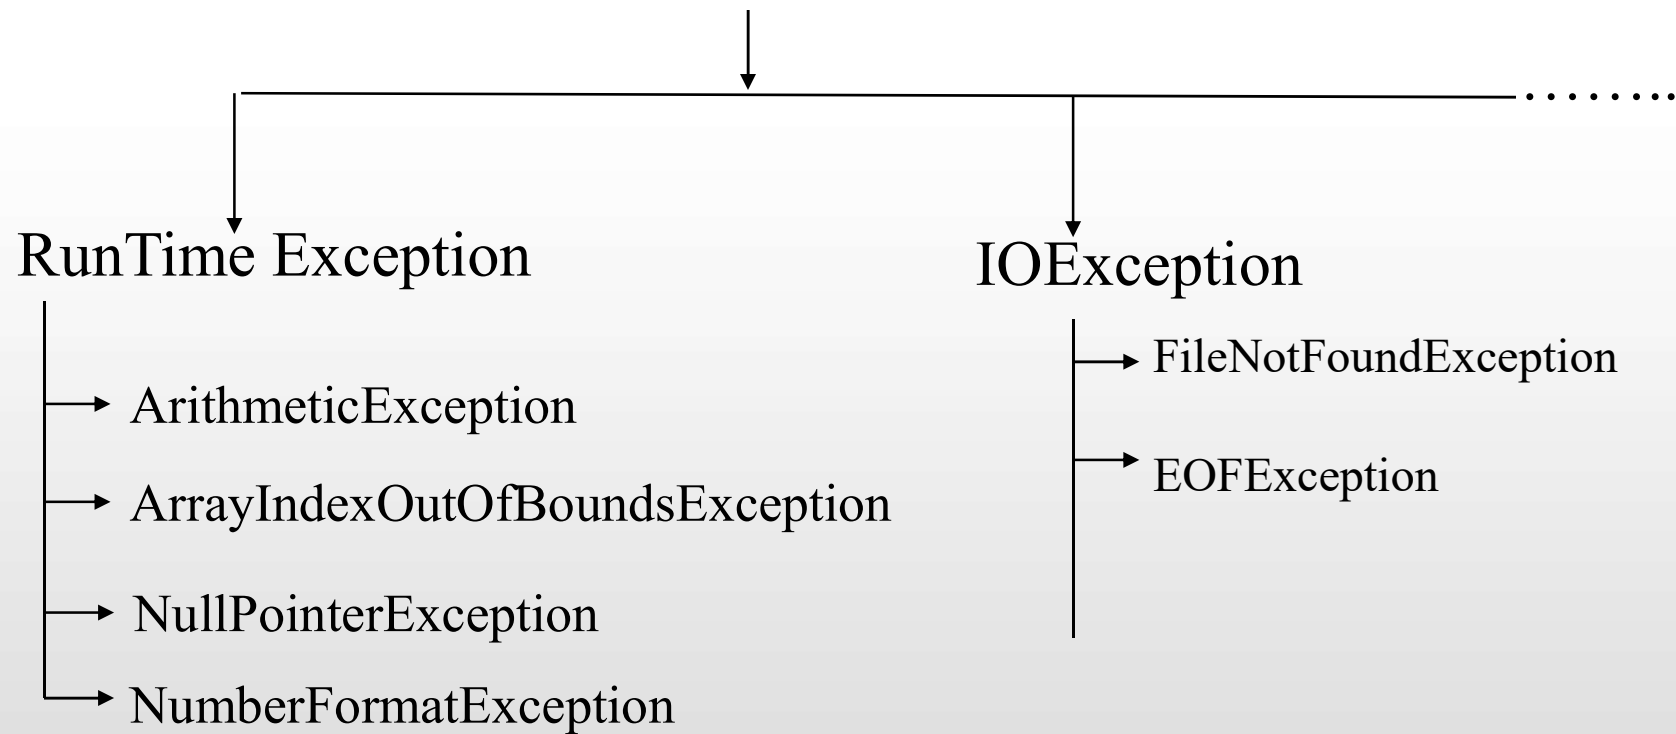 RunTime Exception
ArithmeticException
ArrayIndexOutOfBoundsException
NullPointerException
NumberFormatException
IOException
FileNotFoundException
EOFException